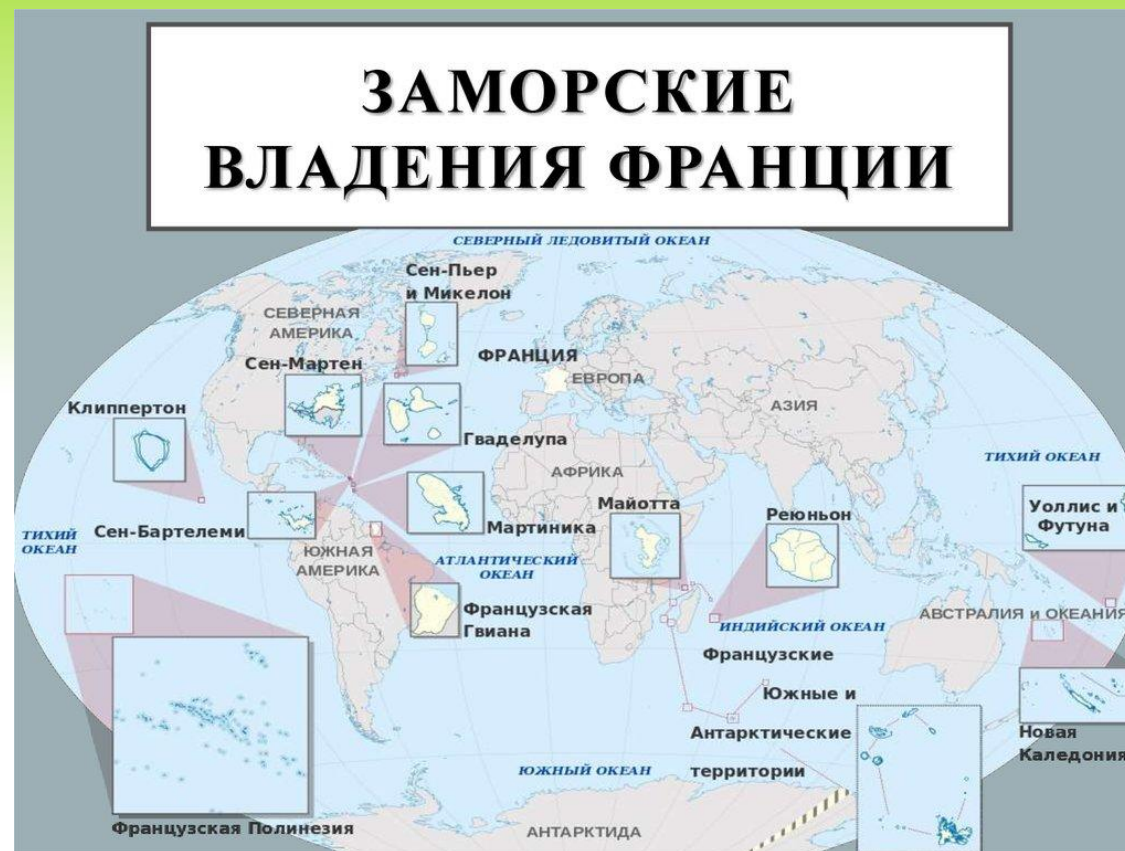 ЗАМОРСКИЕ
ВЛАДЕНИЯ ФРАНЦИИ
СЕВЕРНЫЙ ЛЕДОВИТЫЙ ОКЕАН
Сен-Пьер
и Микелон
СЕВЕРНАЯ
АМЕРИКА
ФРАНЦИЯ
Сен-Мартен
ЕВРОПА
АЗИЯ
Клиппертон
Гваделупа
ТИХИЙ ОКЕАН
АФРИКА
Майотта
Реюньон
Уоллис и
Футуна
Сен-Бартелеми
Мартиника
ТИХИЙ
ОКЕАН
ЮЖНАЯ
АМЕРИКА
АТЛАНТИЧЕСКИЙ
ОКЕАН
Французская
Гвиана
АВСТРАЛИЯ и ОКЕАНИЯ
ИНДИЙСКИЙ ОКЕАН
Французские
Южные и
Антарктические
территории
Новая
Каледония
ЮЖНЫЙ ОКЕАН
Французская Полинезия
АНТАРКТИДА